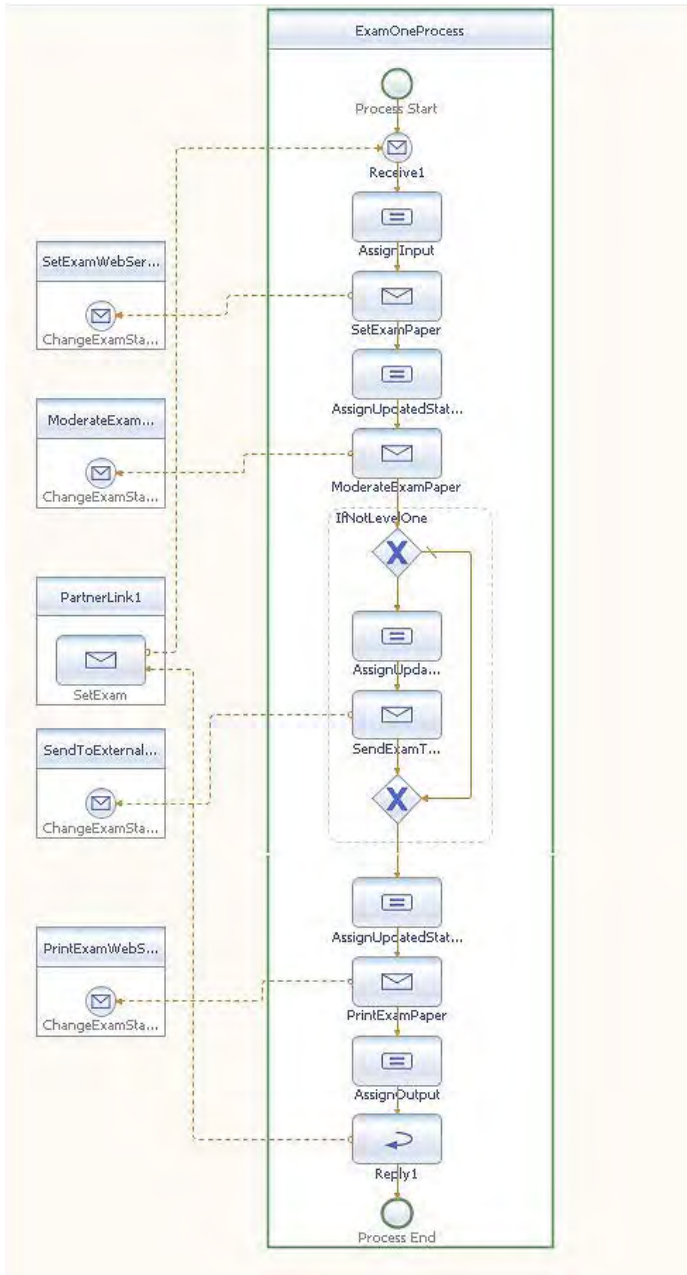 ExamOneProcess
Process Start
Receive1
AssignInput
SetExamWebSer...
ChangeExamSta...
SetExamPaper
AssignUpdatedStat...
ModerateExam...
ChangeExamSta...
ModerateExamPaper
IfNotLevelOne
PartnerLink1
SetExam
AssignUpda...
SendToExternal...
ChangeExamSta...
SendExamT...
AssignUpdatedStat...
PrintExamWebS...
ChangeExamSta...
PrintExamPaper
AssignOutput
Reply1
Process End